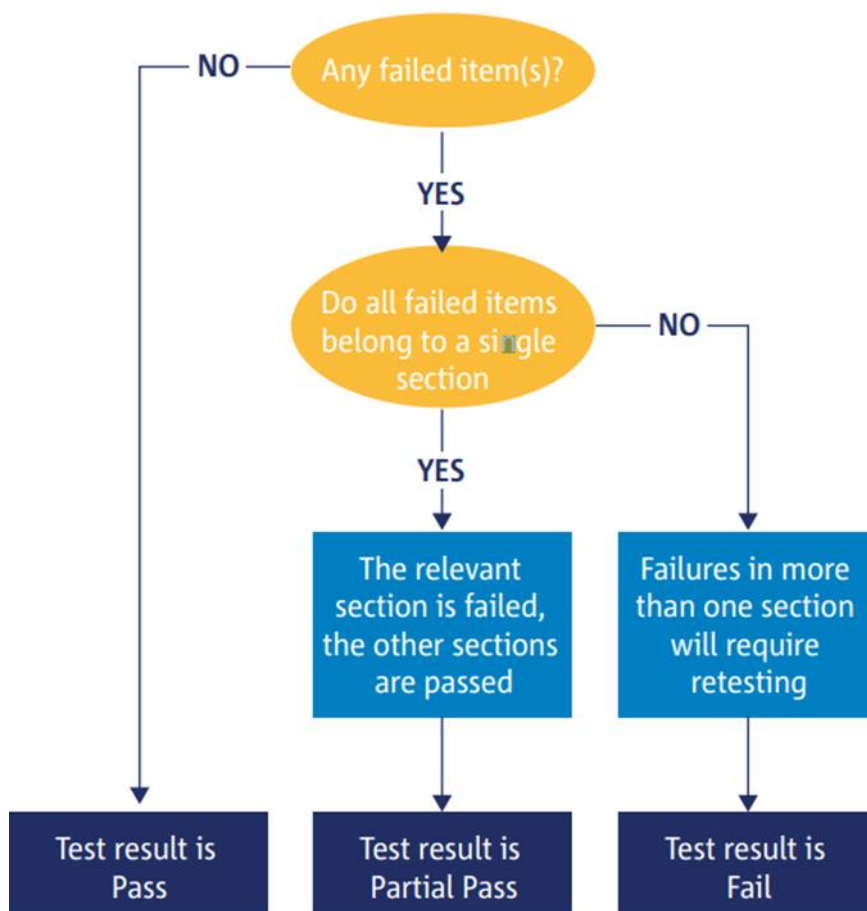 Any failed item(s)?
NO
YES
Do all failed items
belong to a single
section
NO
YES
The relevant
section is failed,
the other sections
are passed
Failures in more
than one section
will require
retesting
Test result is
Pass
Test result is
Partial Pass
Test result is
Fail